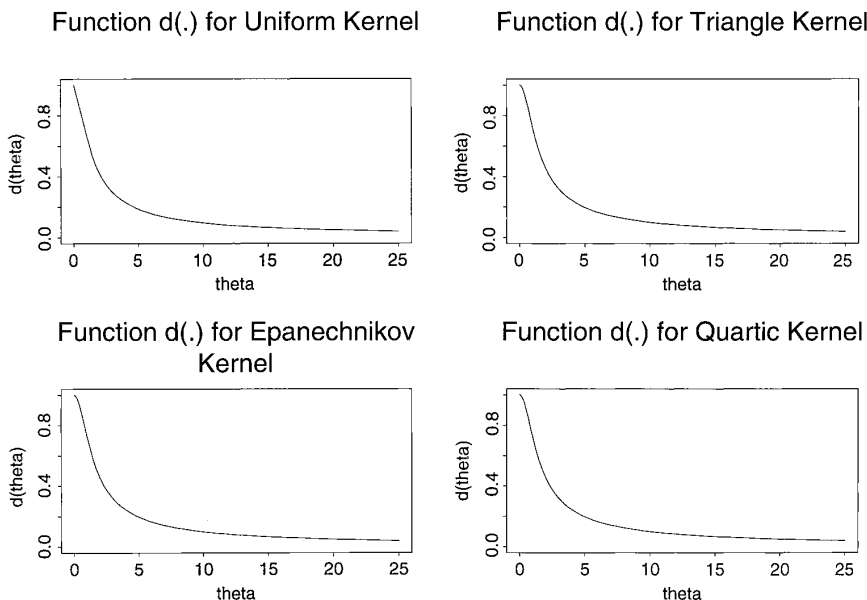 Function d(.) for Uniform Kernel
d(theta)
0.8
0.4
0.0
0 5 10 15 20 25
theta
Function d(.) for Triangle Kernel
d(theta)
0.8
0.4
0.0
0 5 10 15 20 25
theta
Function d(.) for Epanechnikov
Kernel
d(theta)
0.8
0.4
0.0
0 5 10 15 20 25
theta
Function d(.) for Quartic Kernel
d(theta)
0.8
0.4
0.0
0 5 10 15 20 25
theta